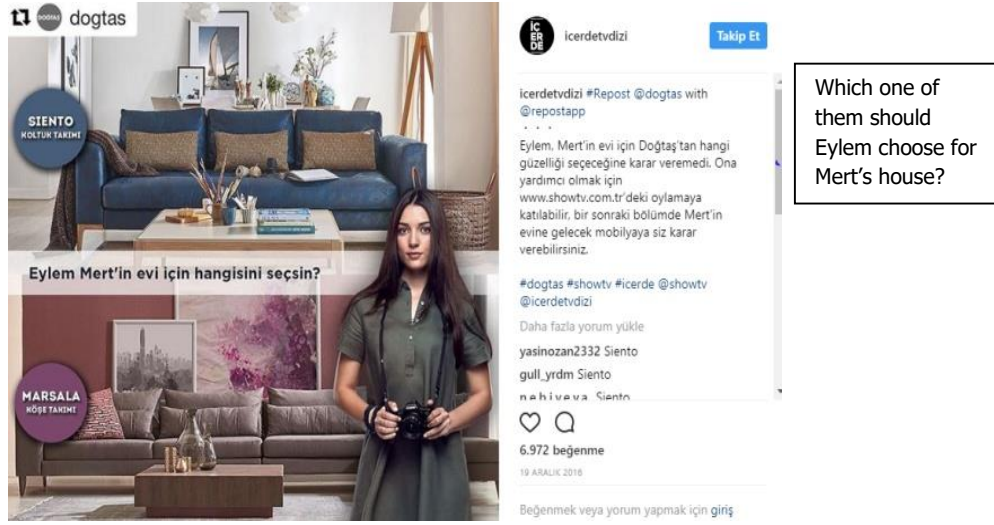 dogtas
SIENTO
KOLTUK TAKIMI
Eylem Mert'in evi için hangisini seçsin?
MARSALA
KÖŞE TAKIMI
İÇ
ER
DE
icerdetvdizi
Takip Et
icerdetvdizi #Repost @dogtas with
@repostapp
・・・
Eylem, Mert'in evi için Doğtaş'tan hangi
güzelliği seçeceğine karar veremedi. Ona
yardımcı olmak için
www.showtv.com.tr'deki oylamaya
katılabilir, bir sonraki bölümde Mert'in
evine gelecek mobilyaya siz karar
verebilirsiniz.
#dogtas #showtv #icerde @showtv
@icerdetvdizi
Daha fazla yorum yükle
yasinozan2332 Siento
gull_yrdm Siento
n e b i y e y a Siento
6.972 beğenme
19 ARALIK 2016
Beğenmek veya yorum yapmak için giriş
Which one of
them should
Eylem choose for
Mert's house?